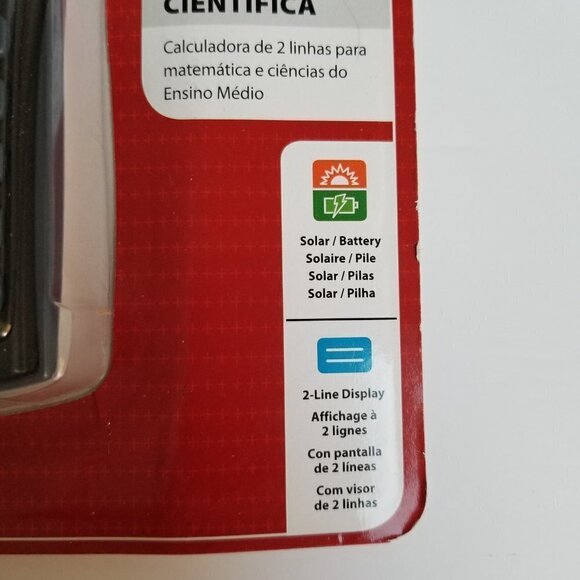 CIENTÍFICA
Calculadora de 2 linhas para
matemática e ciências do
Ensino Médio
Solar / Battery
Solaire / Pile
Solar / Pilas
Solar / Pilha
2-Line Display
Affichage à
2 lignes
Con pantalla
de 2 líneas
Com visor
de 2 linhas